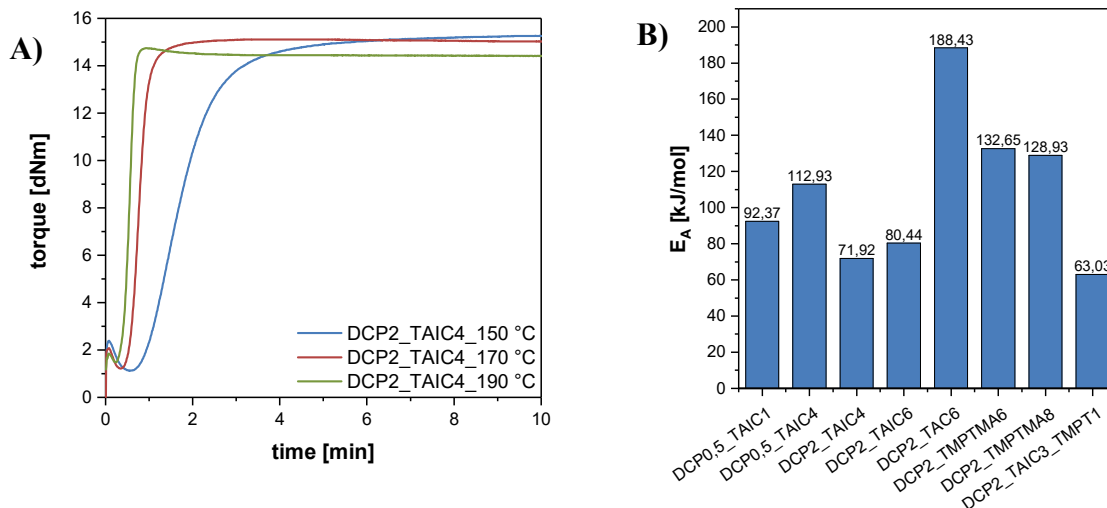 A)
torque [dNm]
16
14
12
10
8
6
4
2
0
0
2
4
6
8
10
time [min]
DCP2_TAIC4_150 °C
DCP2_TAIC4_170 °C
DCP2_TAIC4_190 °C
B)
E_A [kJ/mol]
200
180
160
140
120
100
80
60
40
20
0
92,37
112,93
71,92
80,44
188,43
132,65
128,93
63,03
DCP0,5_TAIC1
DCP0,5_TAIC4
DCP2_TAIC4
DCP2_TAIC6
DCP2_TAC6
DCP2_TMPTMA6
DCP2_TMPTMA8
DCP2_TAIC3_TMPT1